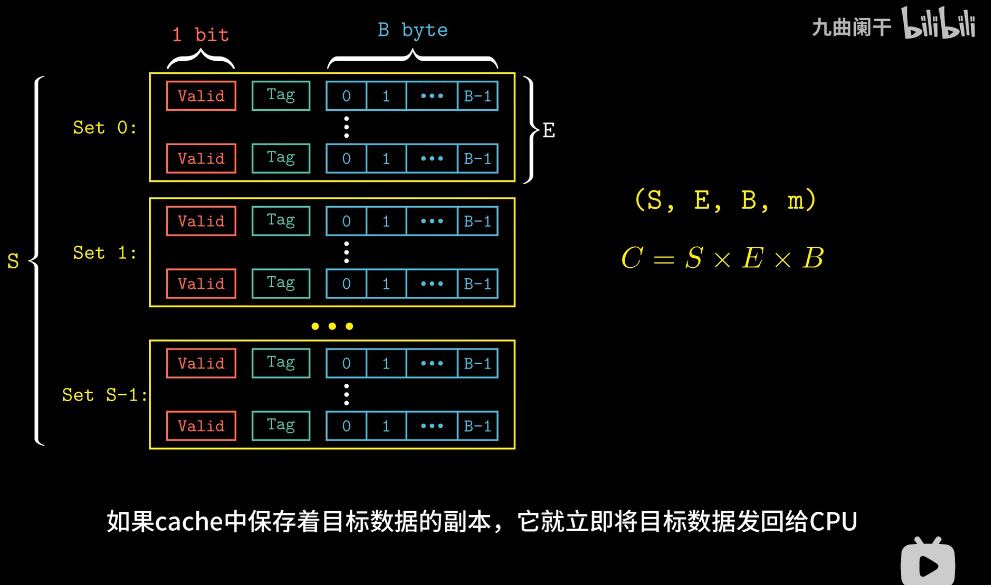 九曲阑干 bilibili
1 bit
B byte
Valid Tag 0 1 ••• B-1
Set 0:
E
Valid Tag 0 1 ••• B-1
(S, E, B, m)
Valid Tag 0 1 ••• B-1
Set 1:
S
C = S × E × B
Valid Tag 0 1 ••• B-1
Valid Tag 0 1 ••• B-1
Set S-1:
Valid Tag 0 1 ••• B-1
如果cache中保存着目标数据的副本，它就立即将目标数据发回给CPU